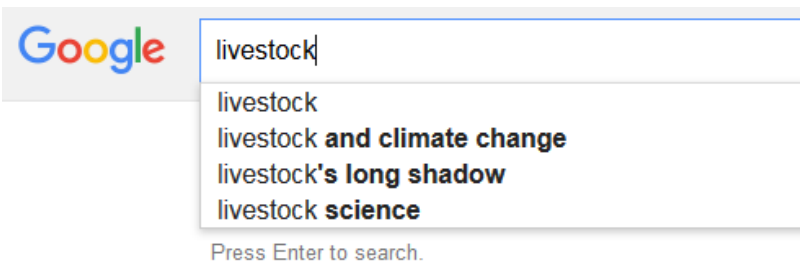 Google
livestock
livestock
livestock and climate change
livestock's long shadow
livestock science
Press Enter to search.